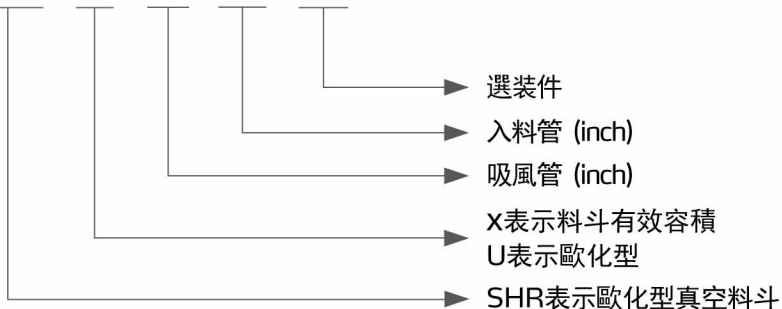 選装件
入料管 (inch)
吸風管 (inch)
X表示料斗有效容積
U表示歐化型
SHR表示歐化型真空料斗